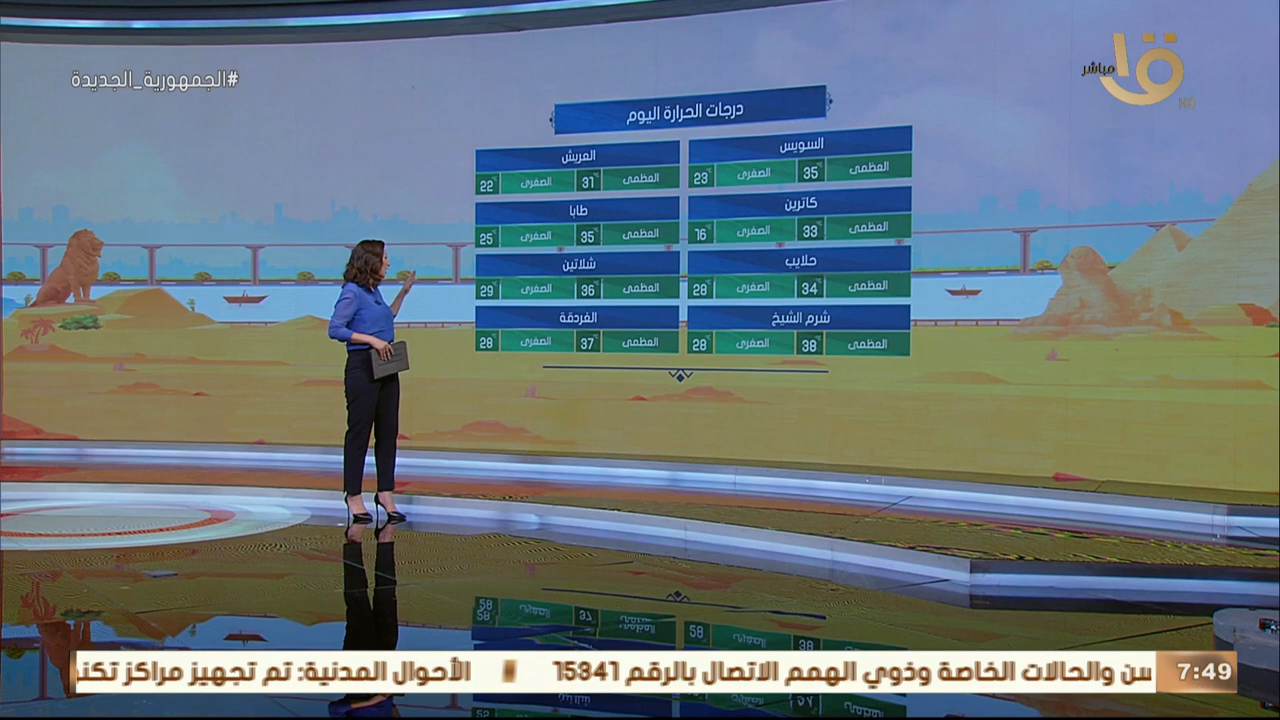 #الجمهورية_الجديدة
مباشر
HD
درجات الحرارة اليوم
السويس
العظمى 35 الصغرى 23
العريش
العظمى 31 الصغرى 22
كاترين
العظمى 33 الصغرى 16
طابا
العظمى 35 الصغرى 25
حلايب
العظمى 34 الصغرى 28
شلاتين
العظمى 36 الصغرى 29
شرم الشيخ
العظمى 38 الصغرى 28
الغردقة
العظمى 37 الصغرى 28
7:49
سن والحالات الخاصة وذوي الهمم الاتصال بالرقم 15341 الأحوال المدنية: تم تجهيز مراكز تكنـ